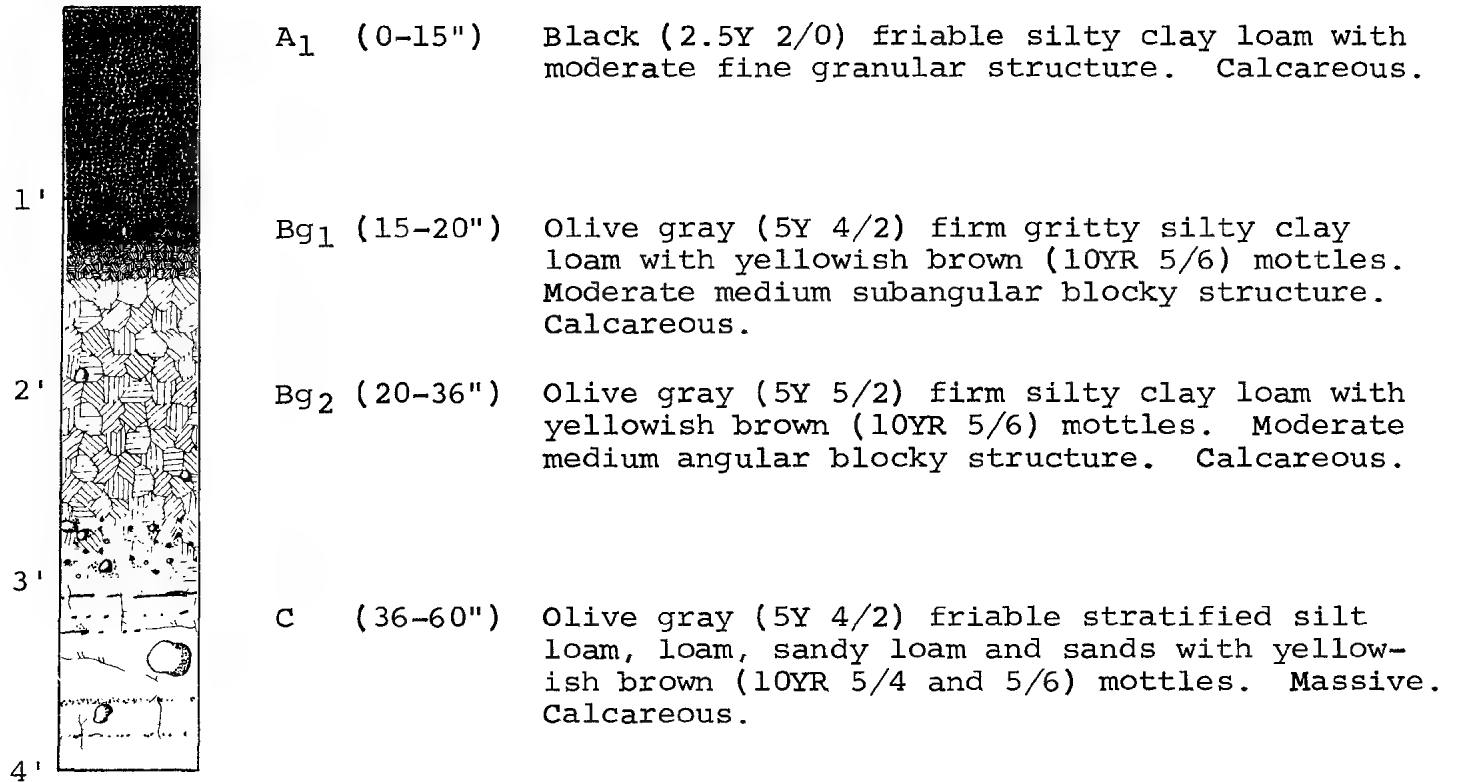 A1 (0-15") Black (2.5Y 2/0) friable silty clay loam with
moderate fine granular structure. Calcareous.
1'
Bg1 (15-20") Olive gray (5Y 4/2) firm gritty silty clay
loam with yellowish brown (10YR 5/6) mottles.
Moderate medium subangular blocky structure.
Calcareous.
2' Bg2 (20-36") Olive gray (5Y 5/2) firm silty clay loam with
yellowish brown (10YR 5/6) mottles. Moderate
medium angular blocky structure. Calcareous.
3'
C (36-60") Olive gray (5Y 4/2) friable stratified silt
loam, loam, sandy loam and sands with yellow-
ish brown (10YR 5/4 and 5/6) mottles. Massive.
Calcareous.
4'